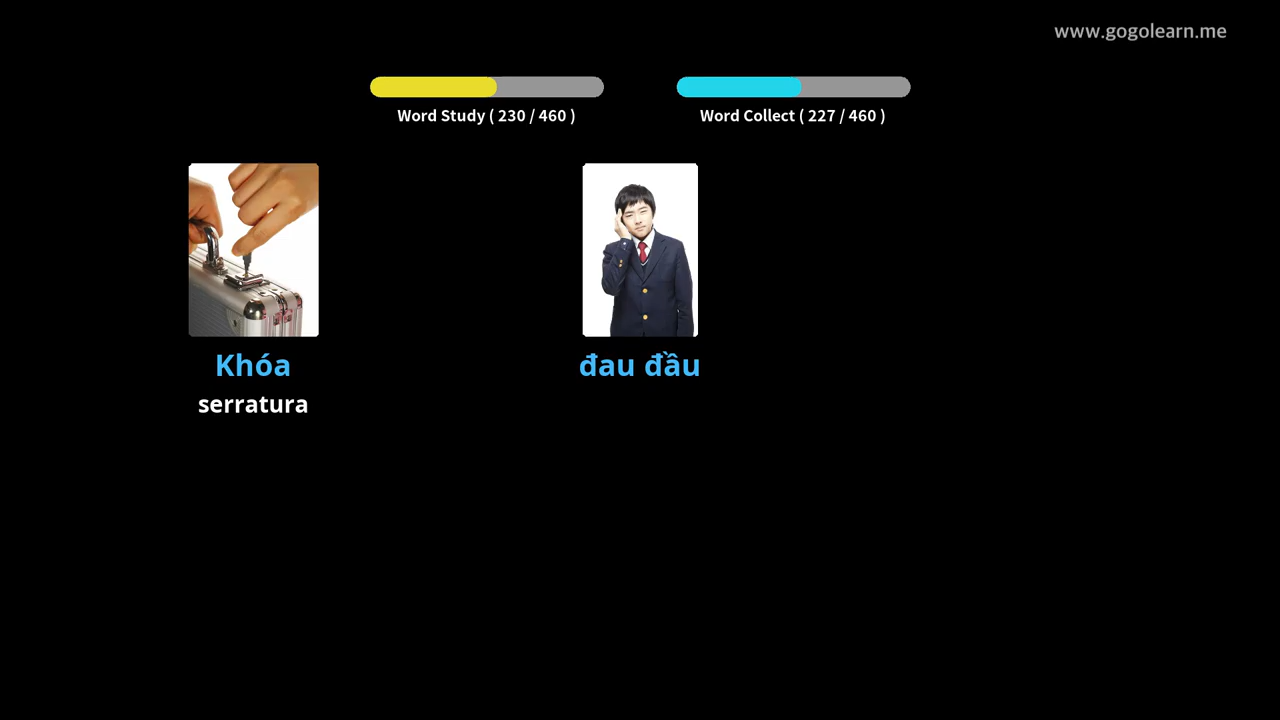 www.gogolearn.me
Word Study ( 230 / 460 )
Word Collect ( 227 / 460 )
Khóa
serratura
đau đầu